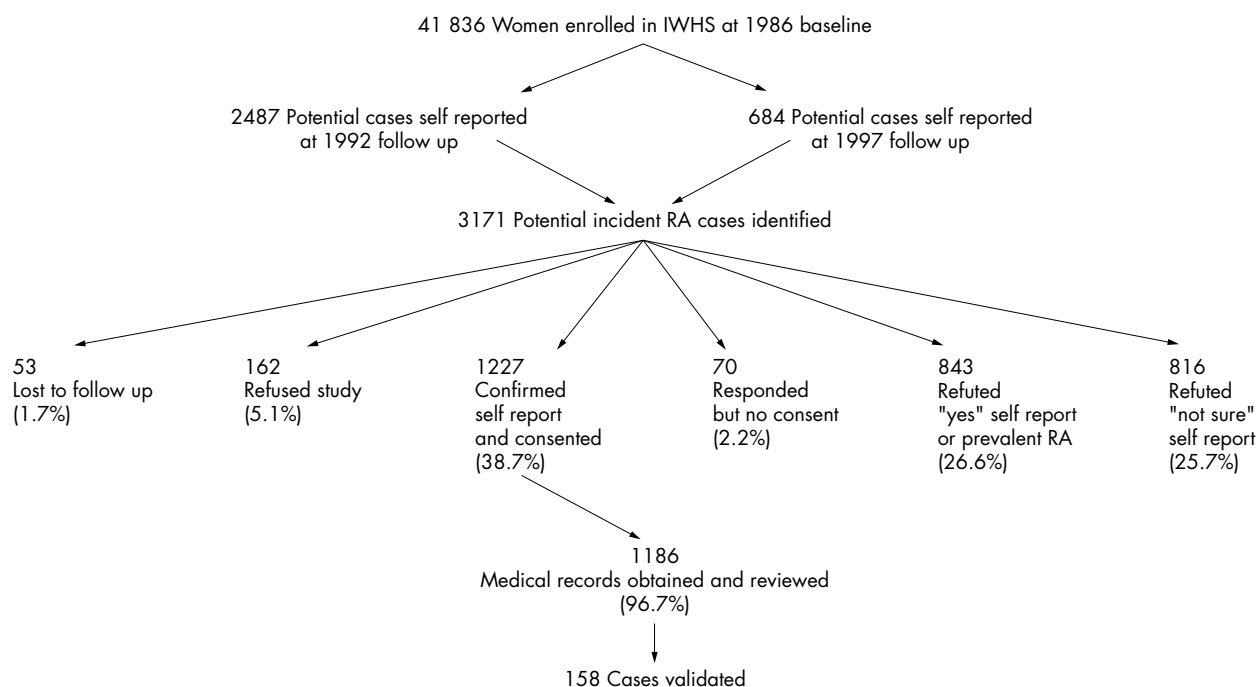 41 836 Women enrolled in IWHS at 1986 baseline
2487 Potential cases self reported
at 1992 follow up
684 Potential cases self reported
at 1997 follow up
3171 Potential incident RA cases identified
53
Lost to follow up
(1.7%)
162
Refused study
(5.1%)
1227
Confirmed
self report
and consented
(38.7%)
70
Responded
but no consent
(2.2%)
843
Refuted
"yes" self report
or prevalent RA
(26.6%)
816
Refuted
"not sure"
self report
(25.7%)
1186
Medical records obtained and reviewed
(96.7%)
158 Cases validated